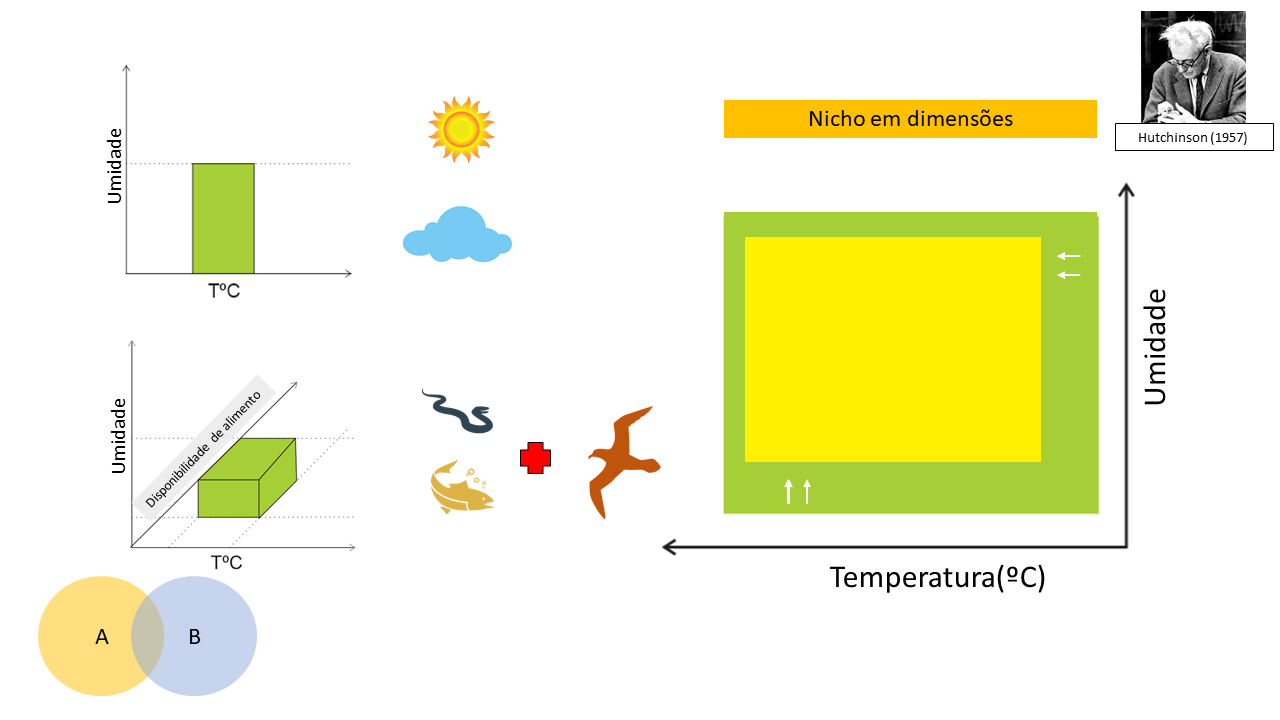 Nicho em dimensões
Hutchinson (1957)
Umidade
TºC
Umidade
Disponibilidade de alimento
TºC
Umidade
Temperatura(ºC)
A
B